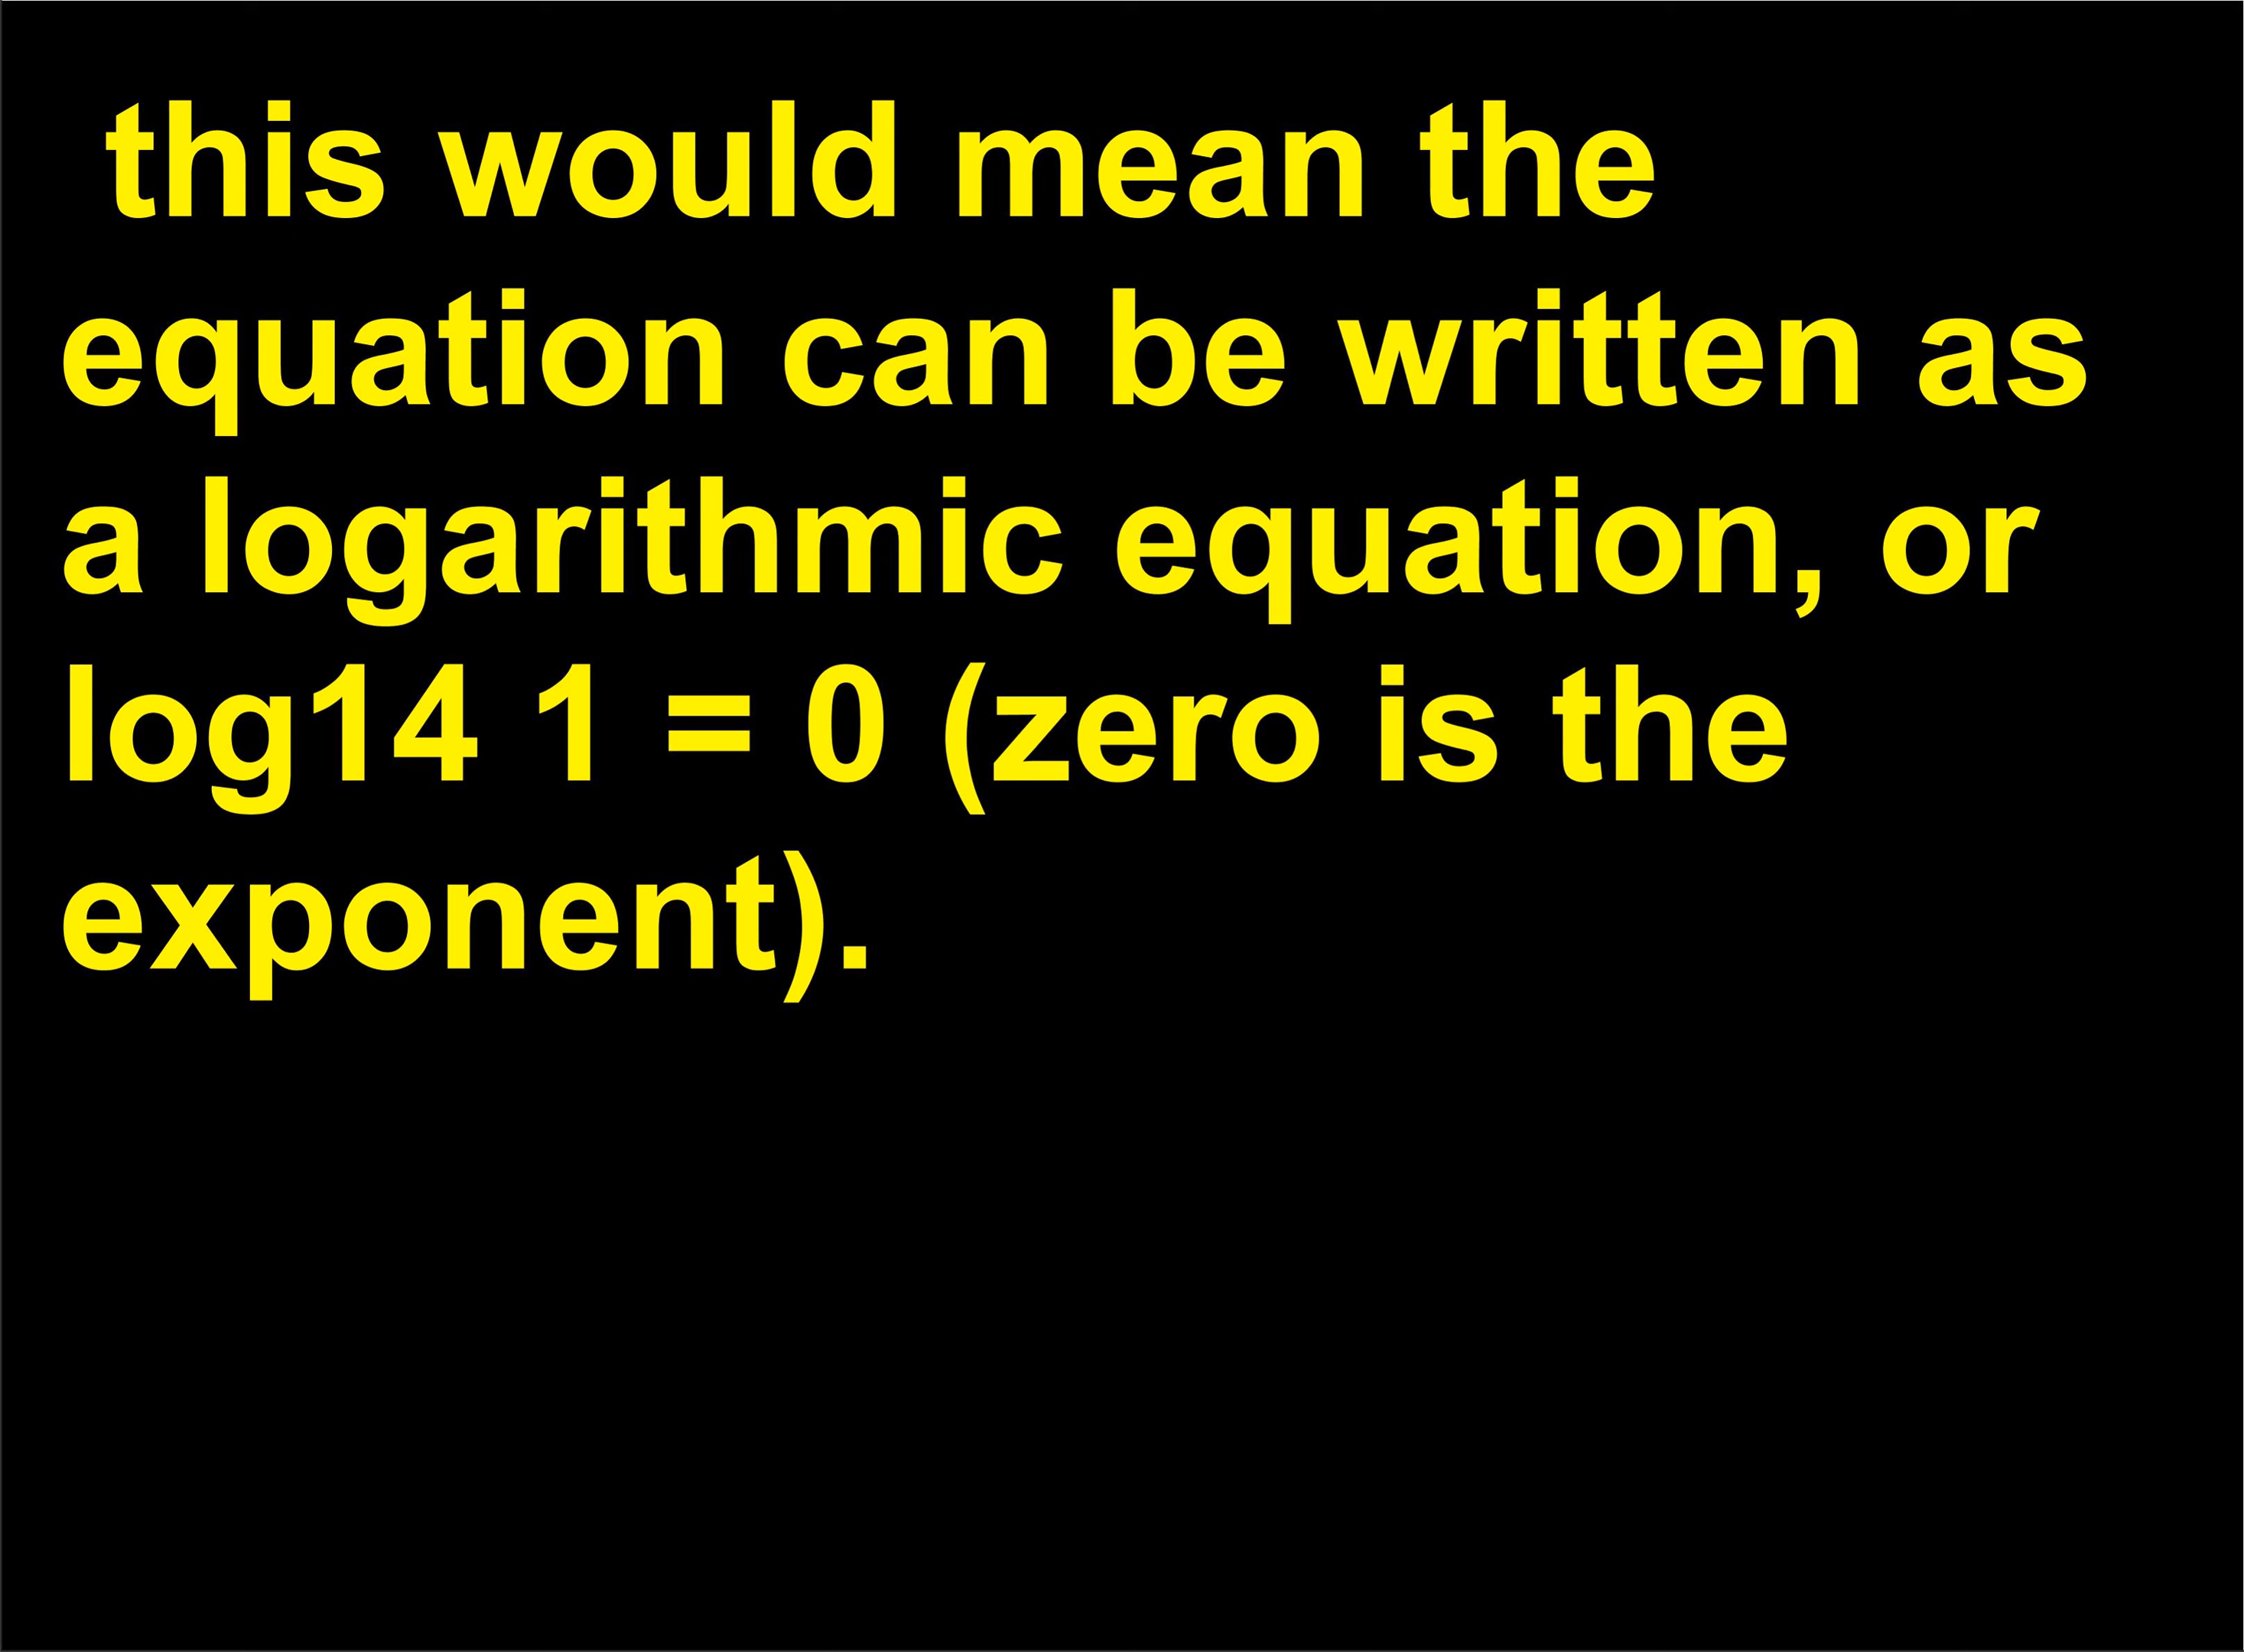 this would mean the
equation can be written as
a logarithmic equation, or
log14 1 = 0 (zero is the
exponent).